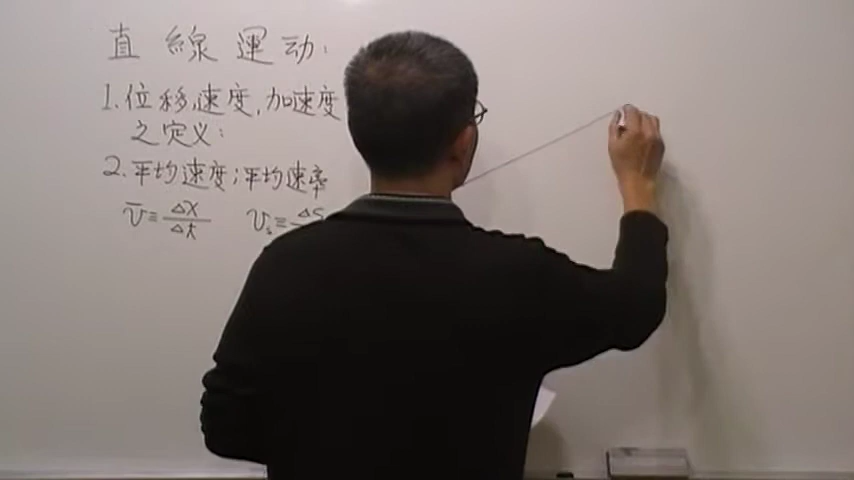 直線運动:
1.位移,速度,加速度
之定义:
2.平均速度;平均速率
v̄≡Δx/Δt   vₛ≡Δs